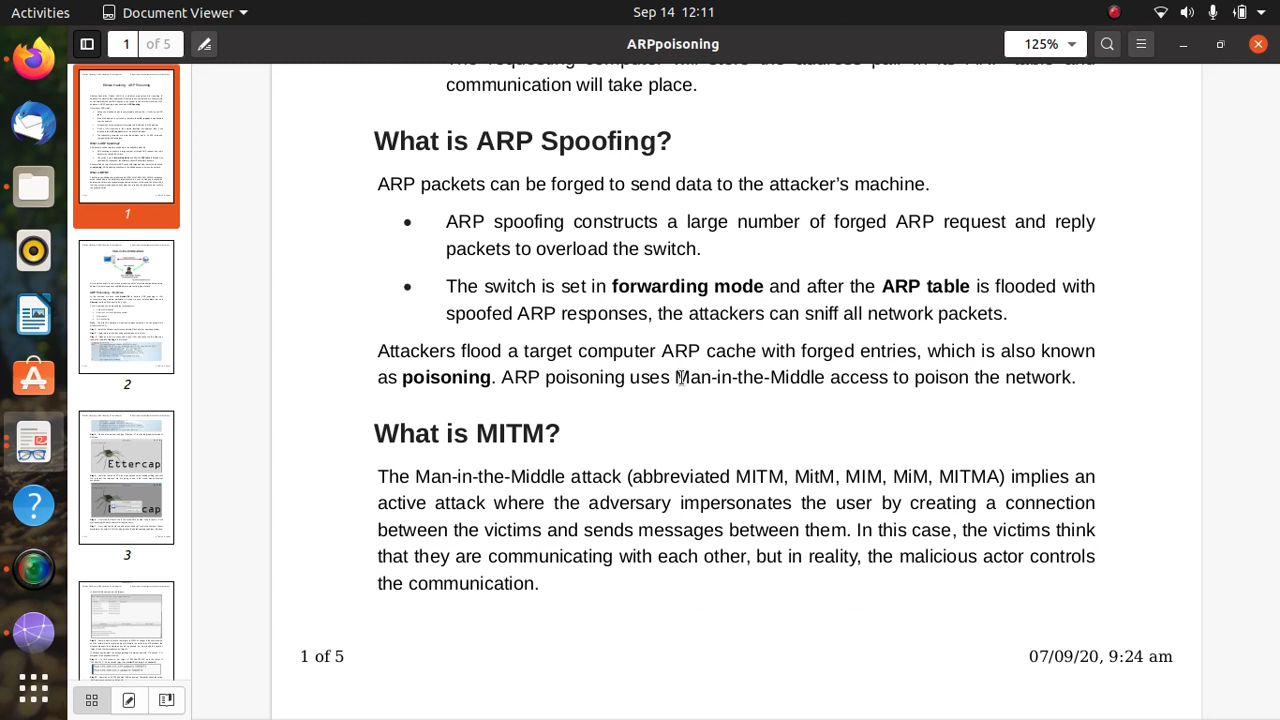 Activities
Document Viewer
Sep 14 12:11
1
of 5
ARPpoisoning
125%
communication will take place.
What is ARP Spoofing?
ARP packets can be forged to send data to the attacker's machine.
• ARP spoofing constructs a large number of forged ARP request and reply
packets to overload the switch.
• The switch is set in forwarding mode and after the ARP table is flooded with
spoofed ARP responses, the attackers can sniff all network packets.
Attackers flood a target computer ARP cache with forged entries, which is also known
as poisoning. ARP poisoning uses Man-in-the-Middle access to poison the network.
What is MITM?
The Man-in-the-Middle attack (abbreviated MITM, MitM, MIM, MiM, MITMA) implies an
active attack where the adversary impersonates the user by creating a connection
between the victims and sends messages between them. In this case, the victims think
that they are communicating with each other, but in reality, the malicious actor controls
the communication.
1 of 5
07/09/20, 9:24 am
1
2
3
Ettercap